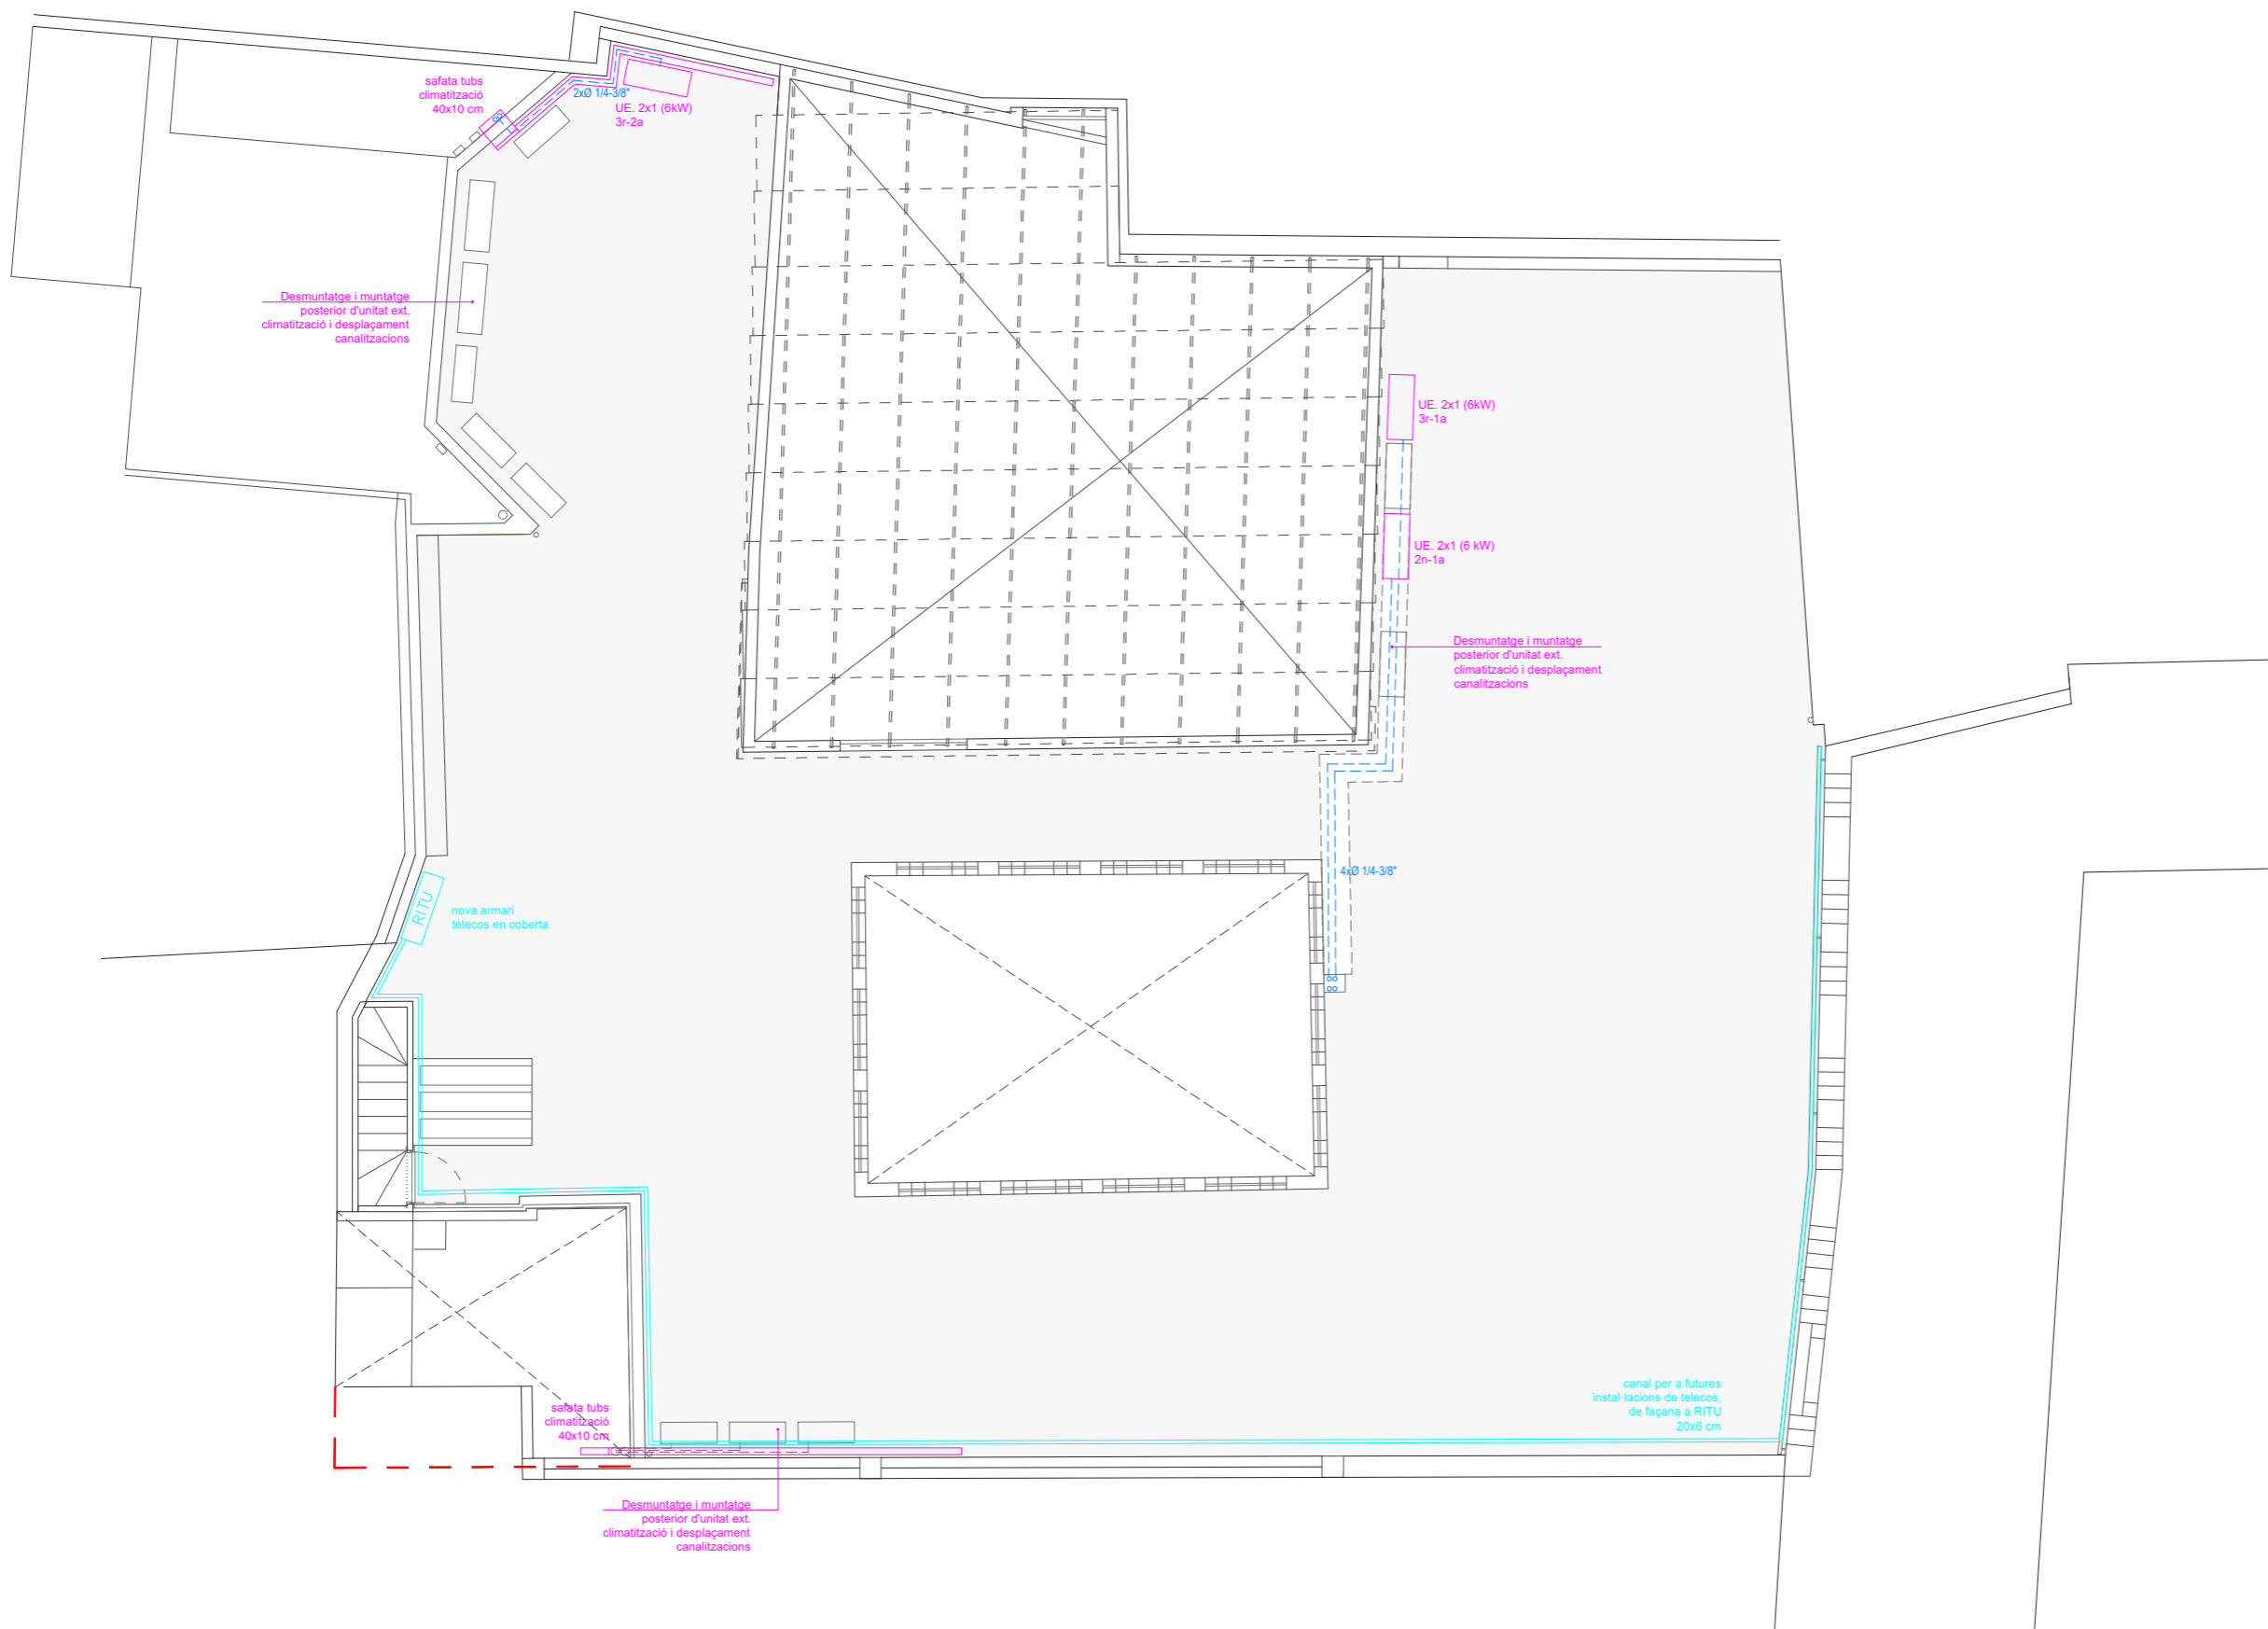 safata tubs
climatització
40x10 cm
2xØ 1/4-3/8"
UE. 2x1 (6kW)
3r-2a
Desmuntatge i muntatge
posterior d'unitat ext.
climatització i desplaçament
canalitzacions
UE. 2x1 (6kW)
3r-1a
UE. 2x1 (6 kW)
2n-1a
Desmuntatge i muntatge
posterior d'unitat ext.
climatització i desplaçament
canalitzacions
4xØ 1/4-3/8"
RITU
nova armari
telecos en coberta
canal per a futures
instal·lacions de telecos,
de façana a RITU
20x6 cm
safata tubs
climatització
40x10 cm
Desmuntatge i muntatge
posterior d'unitat ext.
climatització i desplaçament
canalitzacions